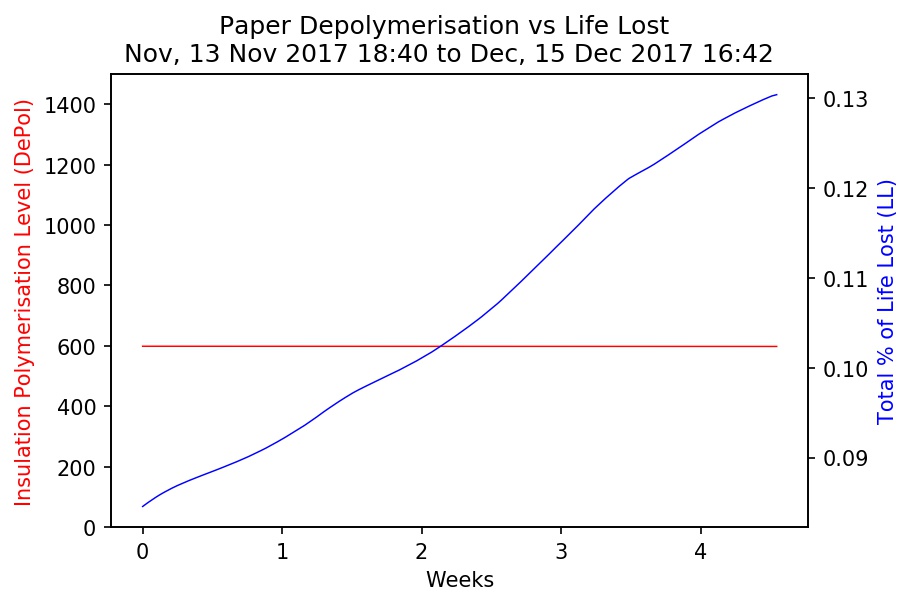 Paper Depolymerisation vs Life Lost
Nov, 13 Nov 2017 18:40 to Dec, 15 Dec 2017 16:42
Insulation Polymerisation Level (DePol)
1400
1200
1000
800
600
400
200
0
0.13
0.12
0.11
0.10
0.09
Total % of Life Lost (LL)
0 1 2 3 4
Weeks